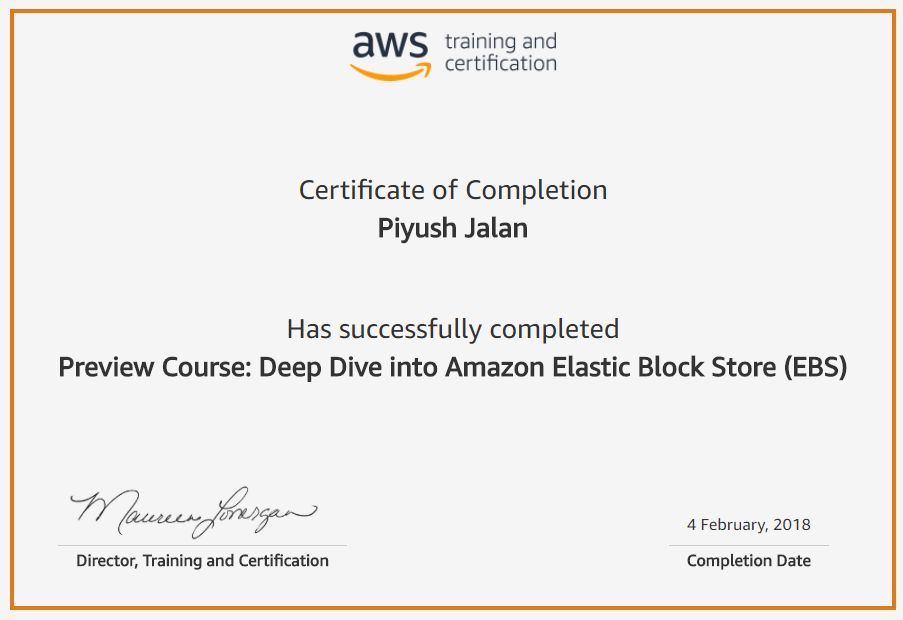 aws training and
certification
Certificate of Completion
Piyush Jalan
Has successfully completed
Preview Course: Deep Dive into Amazon Elastic Block Store (EBS)
Maureen Lonergan
4 February, 2018
Director, Training and Certification
Completion Date